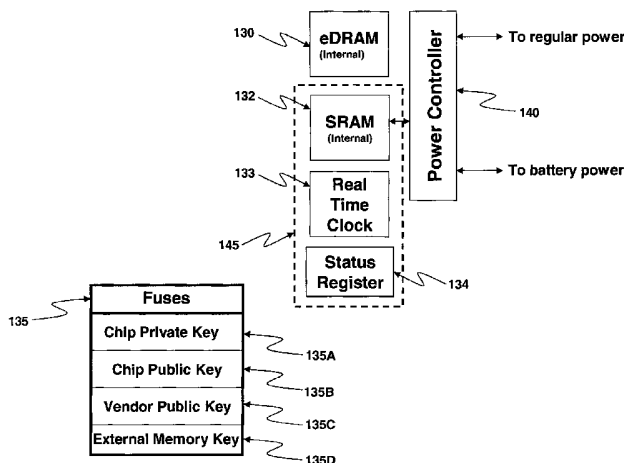 130
eDRAM
(Internal)
132
SRAM
(Internal)
133
Real
Time
Clock
145
Status
Register
134
Power Controller
To regular power
140
To battery power
135
Fuses
Chip Private Key
135A
Chip Public Key
135B
Vendor Public Key
135C
External Memory Key
135D